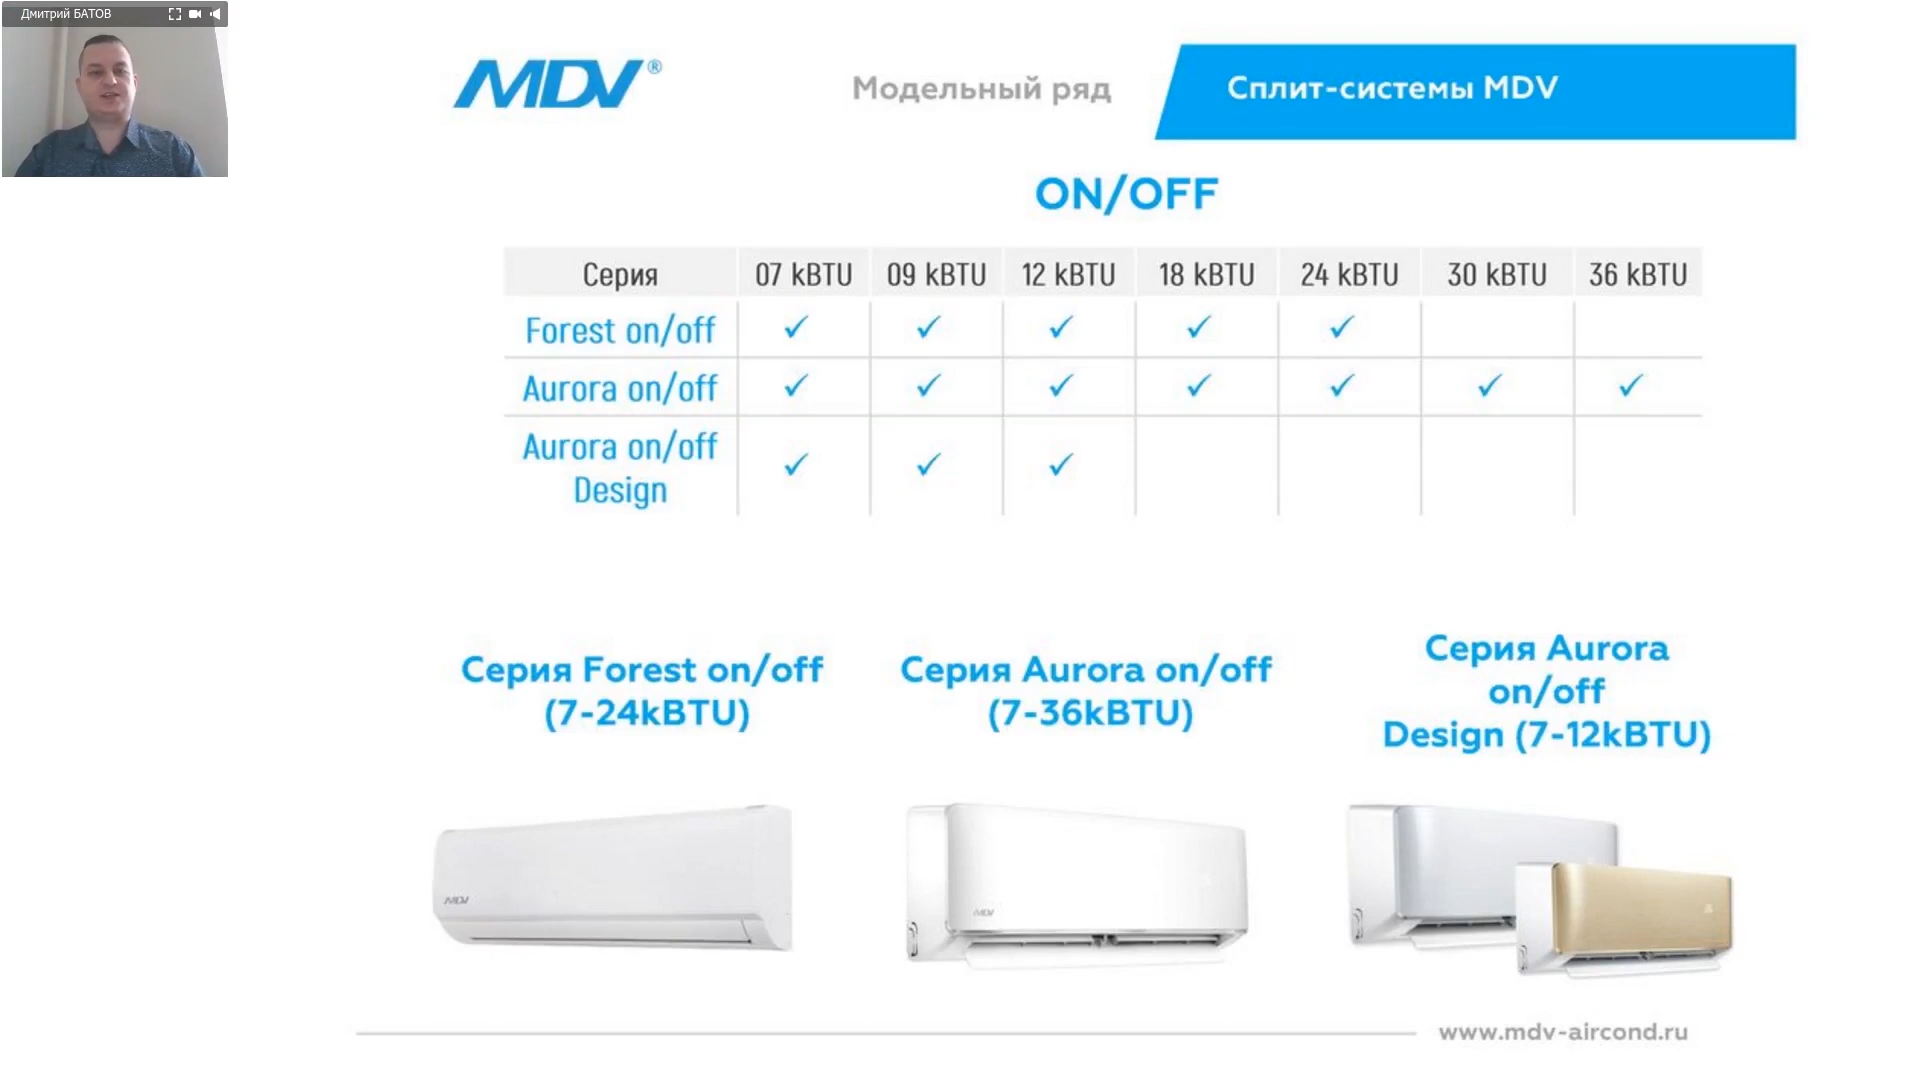 Дмитрий БАТОВ
MDV®
Модельный ряд
Сплит-системы MDV
ON/OFF
Серия 07 kBTU 09 kBTU 12 kBTU 18 kBTU 24 kBTU 30 kBTU 36 kBTU
Forest on/off ✓ ✓ ✓ ✓ ✓
Aurora on/off ✓ ✓ ✓ ✓ ✓ ✓ ✓
Aurora on/off
Design ✓ ✓ ✓
Серия Forest on/off
(7-24kBTU)
Серия Aurora on/off
(7-36kBTU)
Серия Aurora
on/off
Design (7-12kBTU)
MDV
MDV
www.mdv-aircond.ru